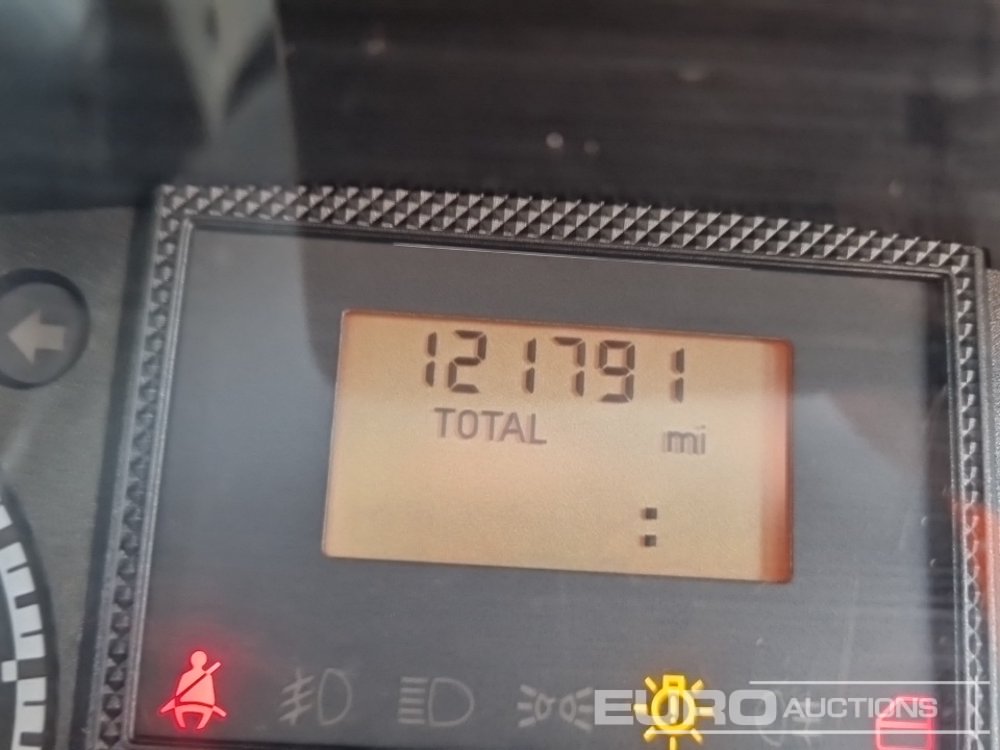 121791
TOTAL mi
:
EURO AUCTIONS